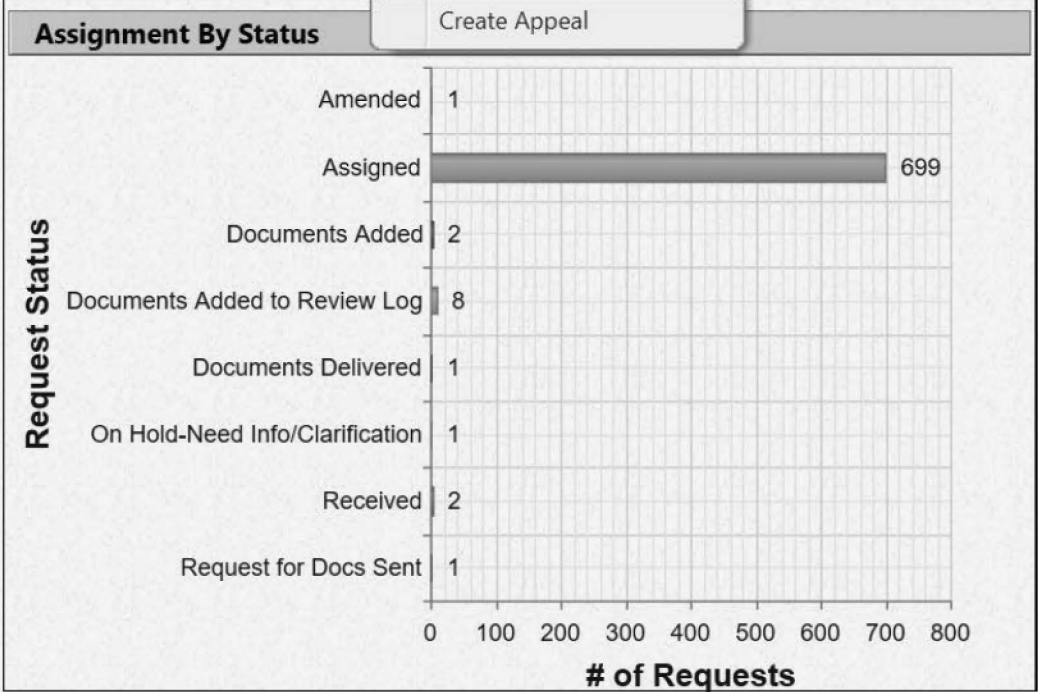 Create Appeal
Assignment By Status
Request Status
Amended 1
Assigned 699
Documents Added 2
Documents Added to Review Log 8
Documents Delivered 1
On Hold-Need Info/Clarification 1
Received 2
Request for Docs Sent 1
0 100 200 300 400 500 600 700 800
# of Requests